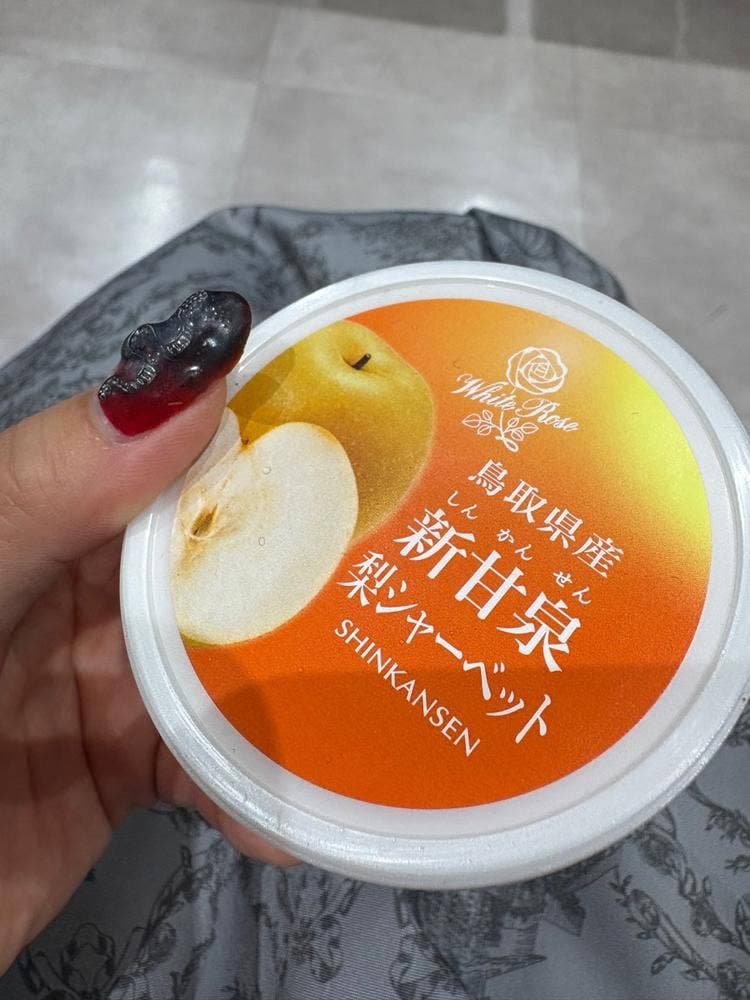 White Rose
鳥取県産
しん かん せん
新甘泉
梨シャーベット
SHINKANSEN